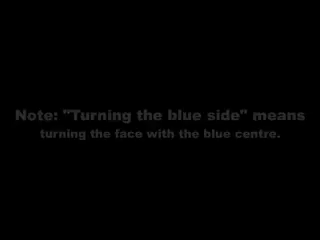 Note: "Turning the blue side" means
turning the face with the blue centre.